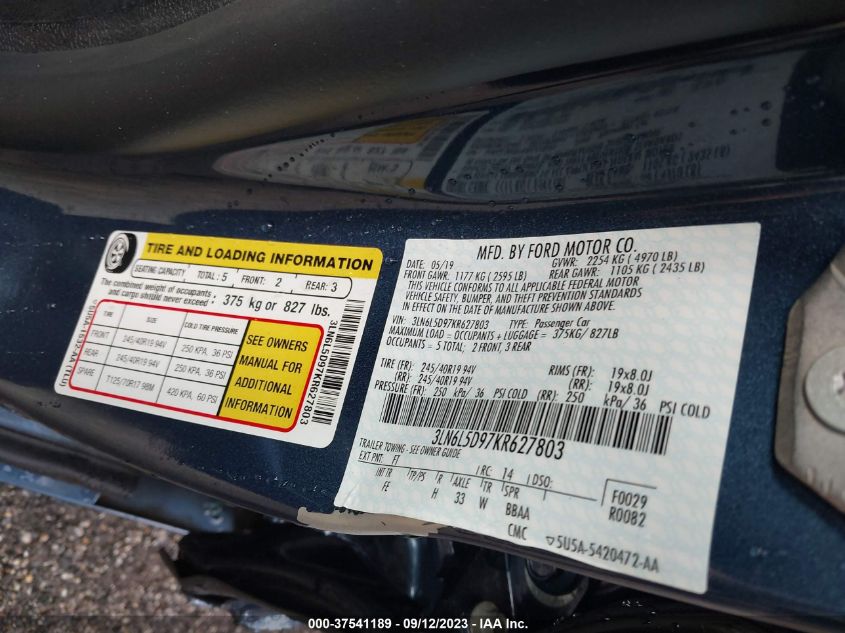 TIRE AND LOADING INFORMATION
SEATING CAPACITY TOTAL: 5 FRONT: 2 REAR: 3
The combined weight of occupants and cargo should never exceed: 375 kg or 827 lbs.
TIRE SIZE COLD TIRE PRESSURE
FRONT 245/40R19 94V 250 KPA, 36 PSI
REAR 245/40R19 94V 250 KPA, 36 PSI
SPARE T125/70R17 98M 420 KPA, 60 PSI
SEE OWNERS
MANUAL FOR
ADDITIONAL
INFORMATION
3LN6L5D97KR627803
MFD. BY FORD MOTOR CO.
05/19 GVWR: 2254 KG ( 4970 LB)
FRONT GAWR: 1177 KG ( 2595 LB) REAR GAWR: 1105 KG ( 2435 LB)
THIS VEHICLE CONFORMS TO ALL APPLICABLE FEDERAL MOTOR
VEHICLE SAFETY, BUMPER, AND THEFT PREVENTION STANDARDS
IN EFFECT ON THE DATE OF MANUFACTURE SHOWN ABOVE.
VIN: 3LN6L5D97KR627803 TYPE: Passenger Car
MAXIMUM LOAD = OCCUPANTS + LUGGAGE = 375KG/ 827LB
OCCUPANTS = 5 TOTAL; 2 FRONT, 3 REAR
TIRE (FR): 245/40R19 94V RIMS (FR): 19x8.0J
(RR): 245/40R19 94V (RR): 19x8.0J
PRESSURE (FR): 250 kPa/ 36 PSI COLD (RR): 250 kPa/ 36 PSI COLD
3LN6L5D97KR627803
TRAILER TOWING - SEE OWNER GUIDE
EXT PNT: FT RC: 14 DSO:
INT TR TP/PS R AXLE TR SPR F0029
FE H 33 W BBAA R0082
CMC 5U5A-5420472-AA
000-37541189 - 09/12/2023 - IAA Inc.